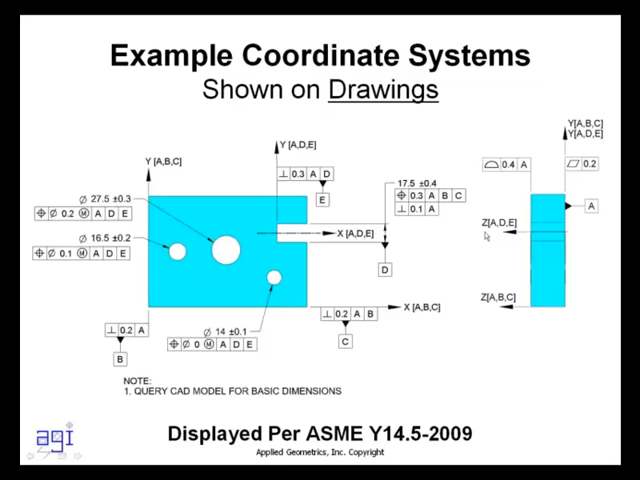 Example Coordinate Systems
Shown on Drawings
Y[A,B,C]
Y[A,D,E]
Y [A,D,E]
Y [A,B,C]
⊥ 0.3 A D
E
17.5 ±0.4
⌖ 0.3 A B C
⊥ 0.1 A
⌓ 0.4 A
⏥ 0.2
A
∅ 27.5 ±0.3
⌖ ∅ 0.2 Ⓜ A D E
∅ 16.5 ±0.2
⌖ ∅ 0.1 Ⓜ A D E
X [A,D,E]
Z[A,D,E]
D
Z[A,B,C]
X [A,B,C]
⊥ 0.2 A B
C
⊥ 0.2 A
B
∅ 14 ±0.1
⌖ ∅ 0 Ⓜ A D E
NOTE:
1. QUERY CAD MODEL FOR BASIC DIMENSIONS
agi
Displayed Per ASME Y14.5-2009
Applied Geometrics, Inc. Copyright